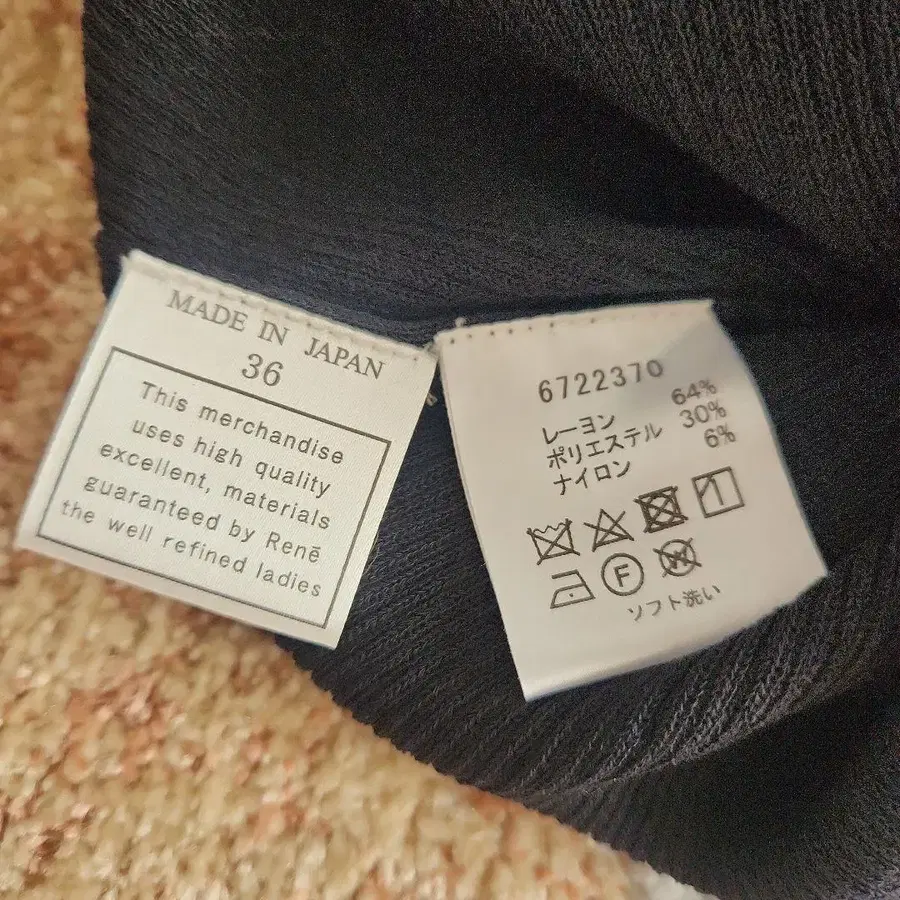 MADE IN JAPAN
36
This merchandise
uses high quality
excellent, materials
guaranteed by Renē
the well refined ladies
6722370
レーヨン 64%
ポリエステル 30%
ナイロン 6%
F
W
ソフト洗い